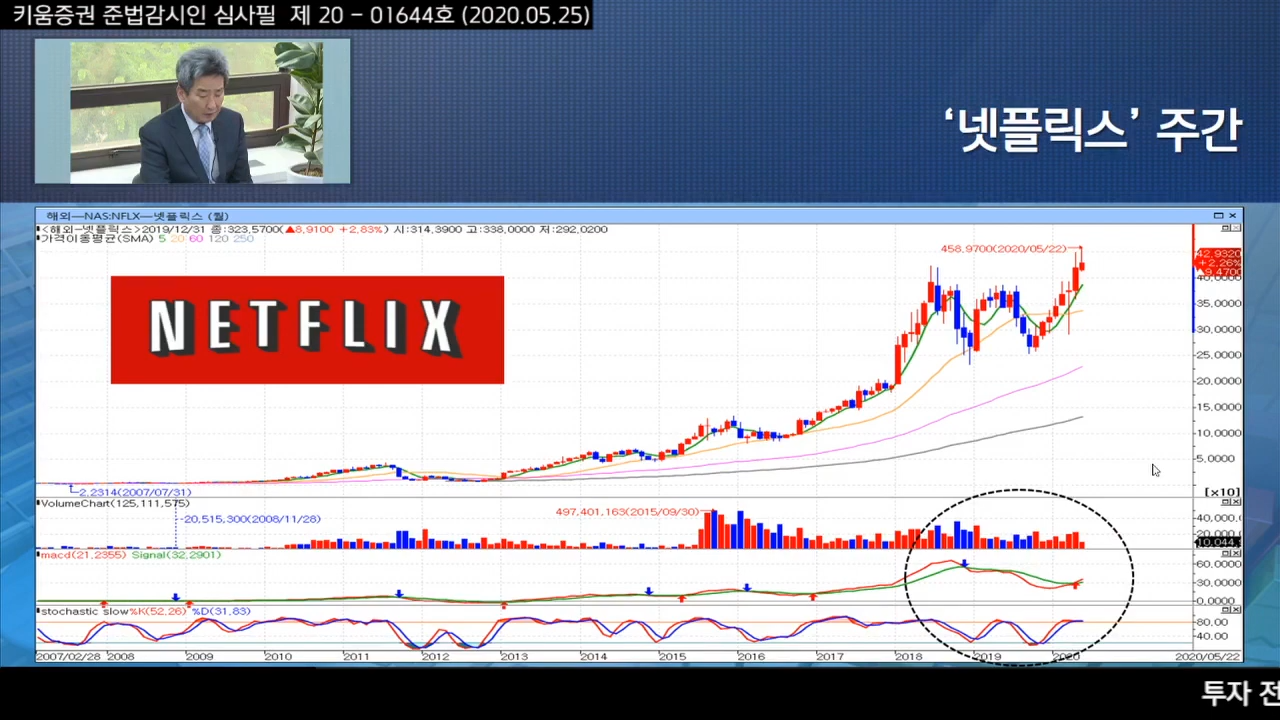 키움증권 준법감시인 심사필 제 20 - 01644호 (2020.05.25)
‘넷플릭스’ 주간
해외—NAS:NFLX—넷플릭스 (월)
<해외-넷플릭스>2019/12/31 종:323,5700(▲8,9100 +2,83%) 시:314,3900 고:338,0000 저:292,0200
가격이동평균(SMA) 5 20 60 120 250
458,9700(2020/05/22)
42,9320
+2,26%
▲9,4700
40,0000
35,0000
30,0000
25,0000
20,0000
15,0000
10,0000
5,0000
[x10]
NETFLIX
2,2314(2007/07/31)
VolumeChart(125,111,575)
20,515,300(2008/11/28)
497,401,163(2015/09/30)
40,000,0
10,044,9
macd(21,2355) Signal(32,2901)
60,0000
30,0000
0,0000
stochastic slow%K(52,26) %D(31,83)
80,00
40,00
2007/02/28 2008 2009 2010 2011 2012 2013 2014 2015 2016 2017 2018 2019 2020 2020/05/22
투자 전